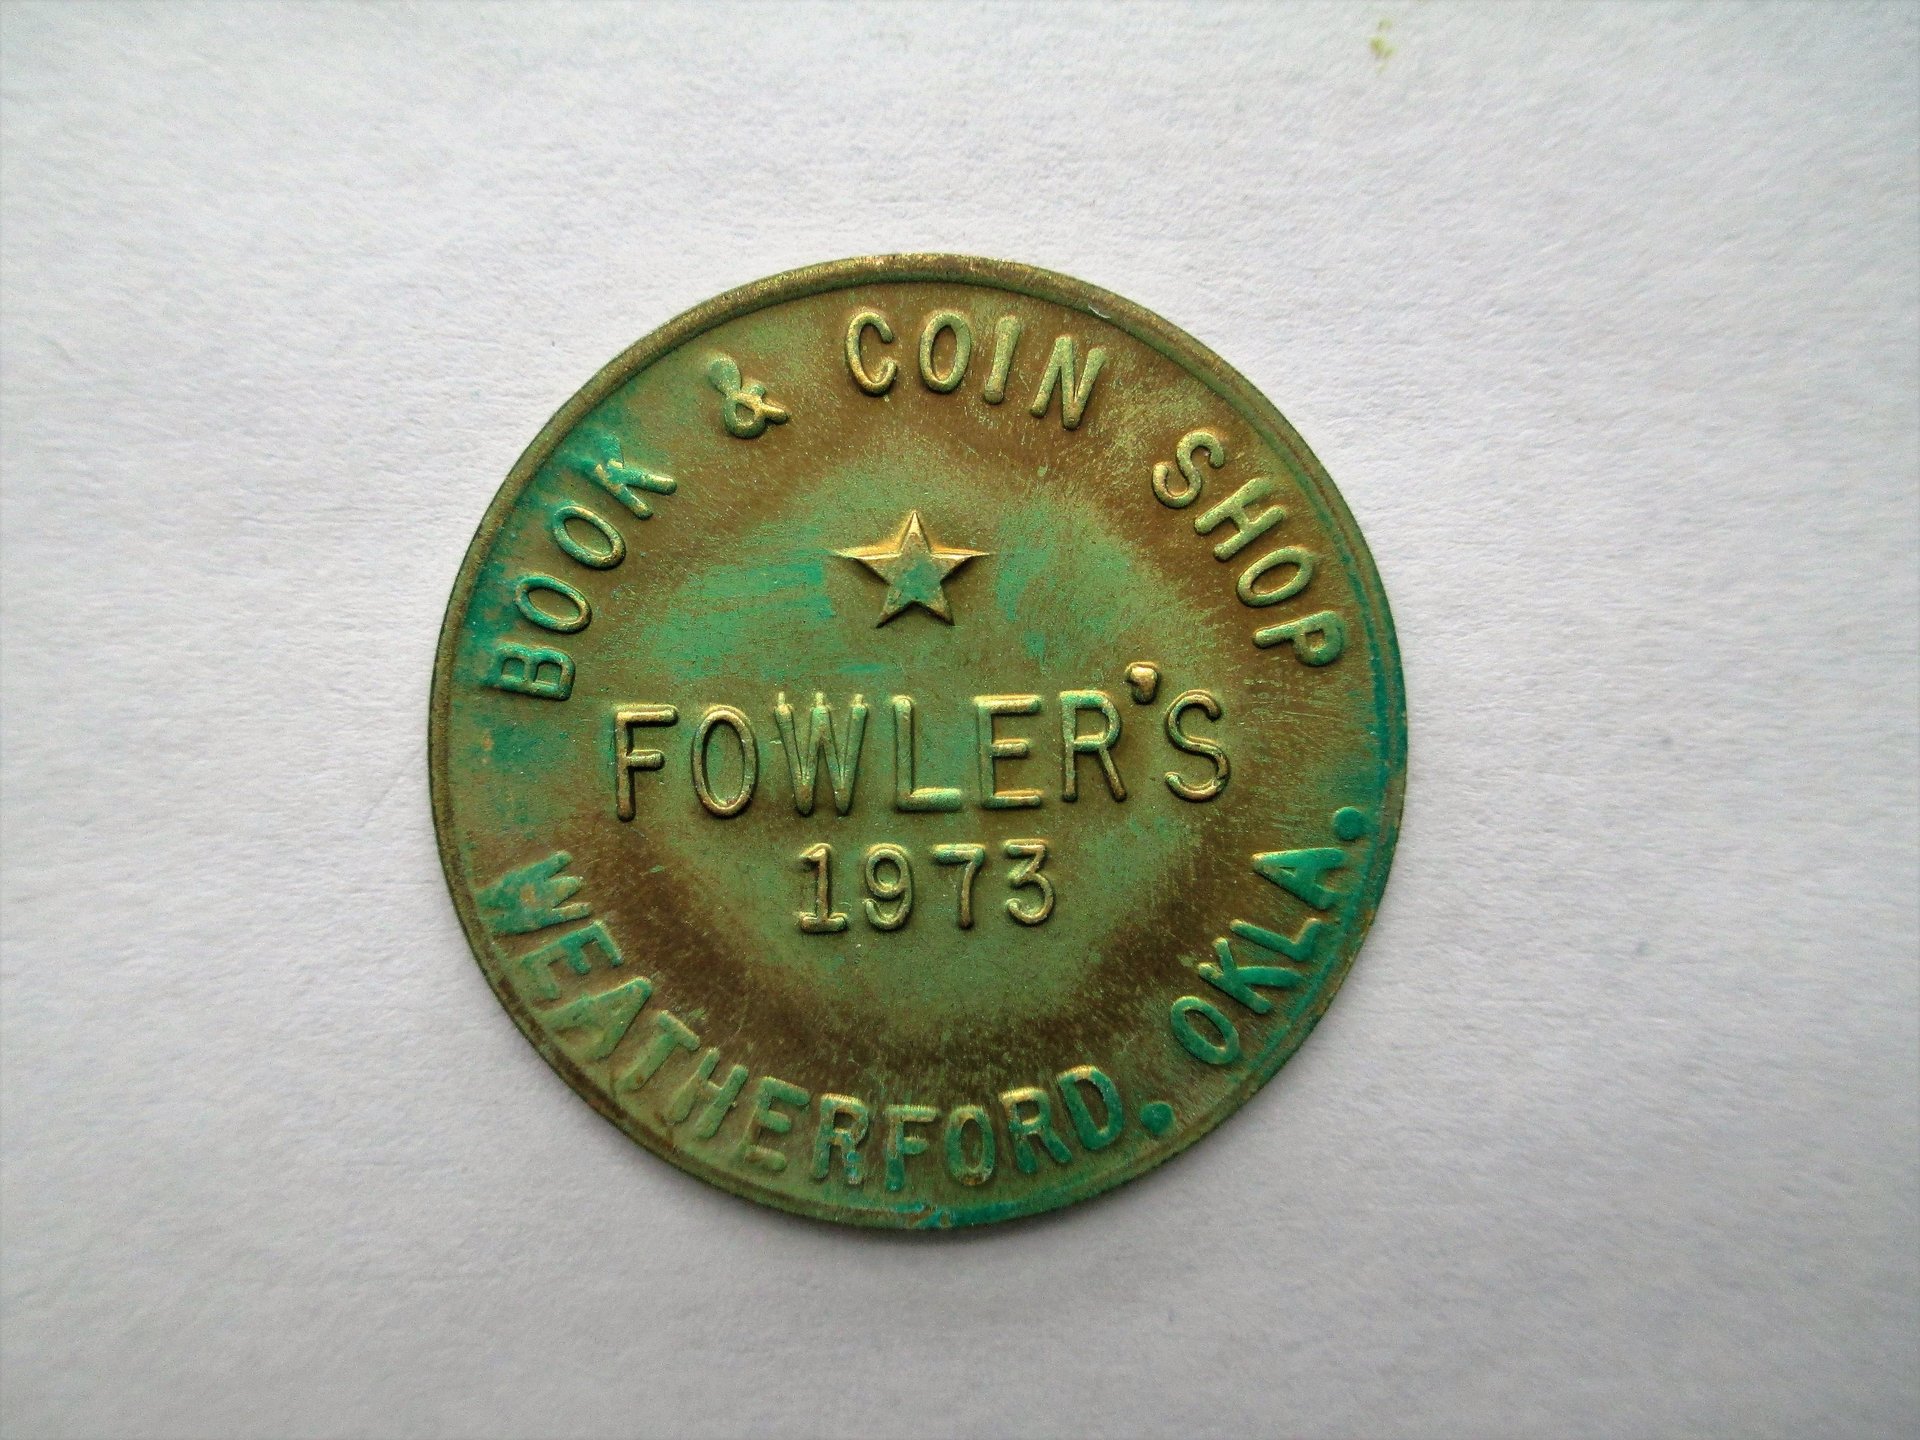 BOOK & COIN SHOP
FOWLER'S
1973
WEATHERFORD. OKLA.